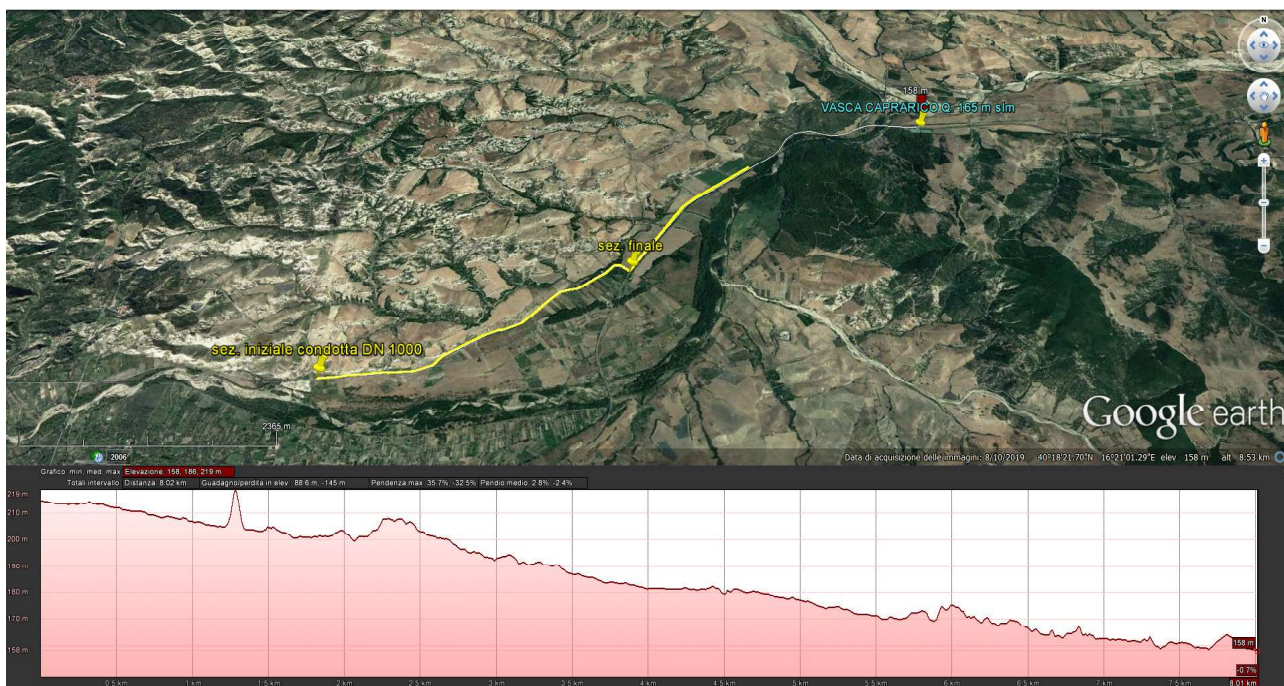 N
158 m
VASCA CAPRARICO Q. 165 m slm
sez. finale
sez. iniziale condotta DN 1000
2365 m
Google earth
2006
Data di acquisizione delle immagini: 8/10/2019 40°18'21.70"N 16°21'01.29"E elev 158 m alt 8.53 km
Grafico: min, med, max Elevazione: 158, 186, 219 m
Totali intervallo: Distanza: 8.02 km Guadagno/perdita in elev.: 88.6 m, -145 m Pendenza max: 35.7%, -32.5% Pendio medio: 2.8%, -2.4%
219 m
210 m
200 m
190 m
180 m
170 m
158 m
158 m
-0.7%
0.5 km 1 km 1.5 km 2 km 2.5 km 3 km 3.5 km 4 km 4.5 km 5 km 5.5 km 6 km 6.5 km 7 km 7.5 km 8.01 km